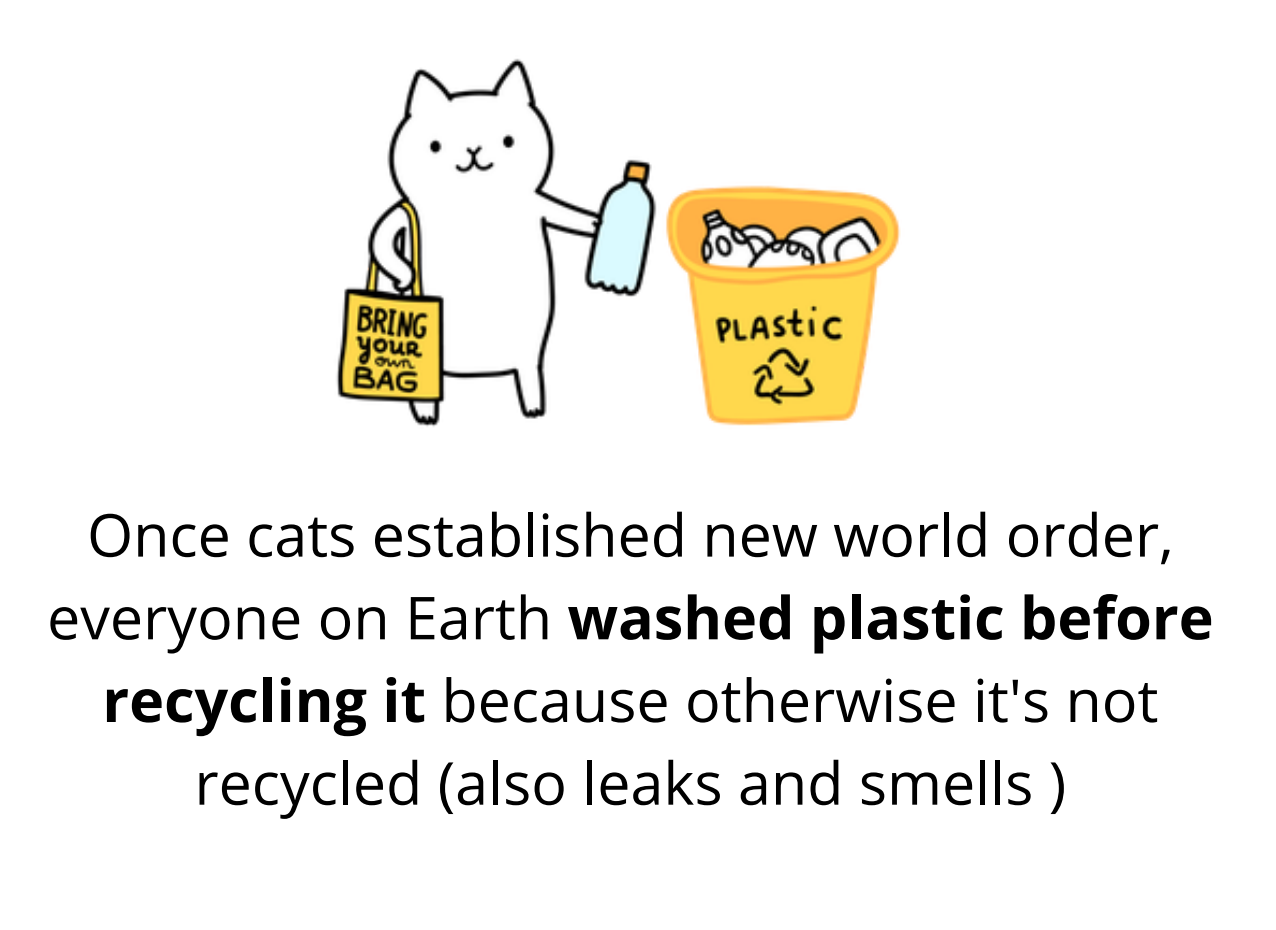 BRING
your
own
BAG
PLAStiC
Once cats established new world order,
everyone on Earth washed plastic before
recycling it because otherwise it's not
recycled (also leaks and smells )